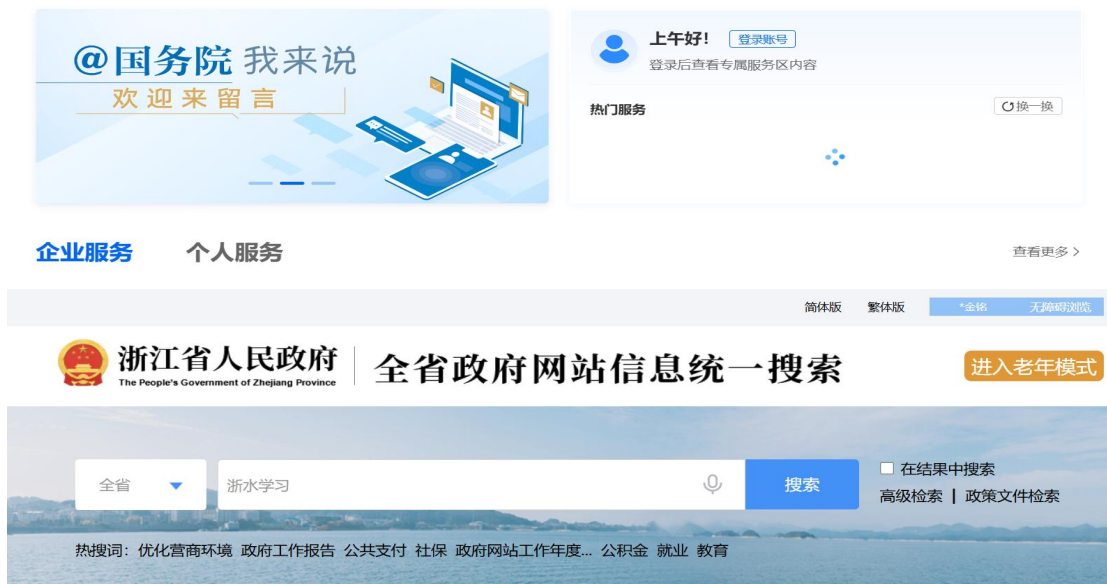 @国务院 我来说
欢迎来留言
上午好！ 登录账号
登录后查看专属服务区内容
热门服务 换一换
企业服务 个人服务 查看更多 >
简体版 繁体版 *金铭 无障碍浏览
浙江省人民政府 全省政府网站信息统一搜索 进入老年模式
The People's Government of Zhejiang Province
全省 浙水学习 搜索 在结果中搜索
高级检索 | 政策文件检索
热搜词：优化营商环境 政府工作报告 公共支付 社保 政府网站工作年度... 公积金 就业 教育